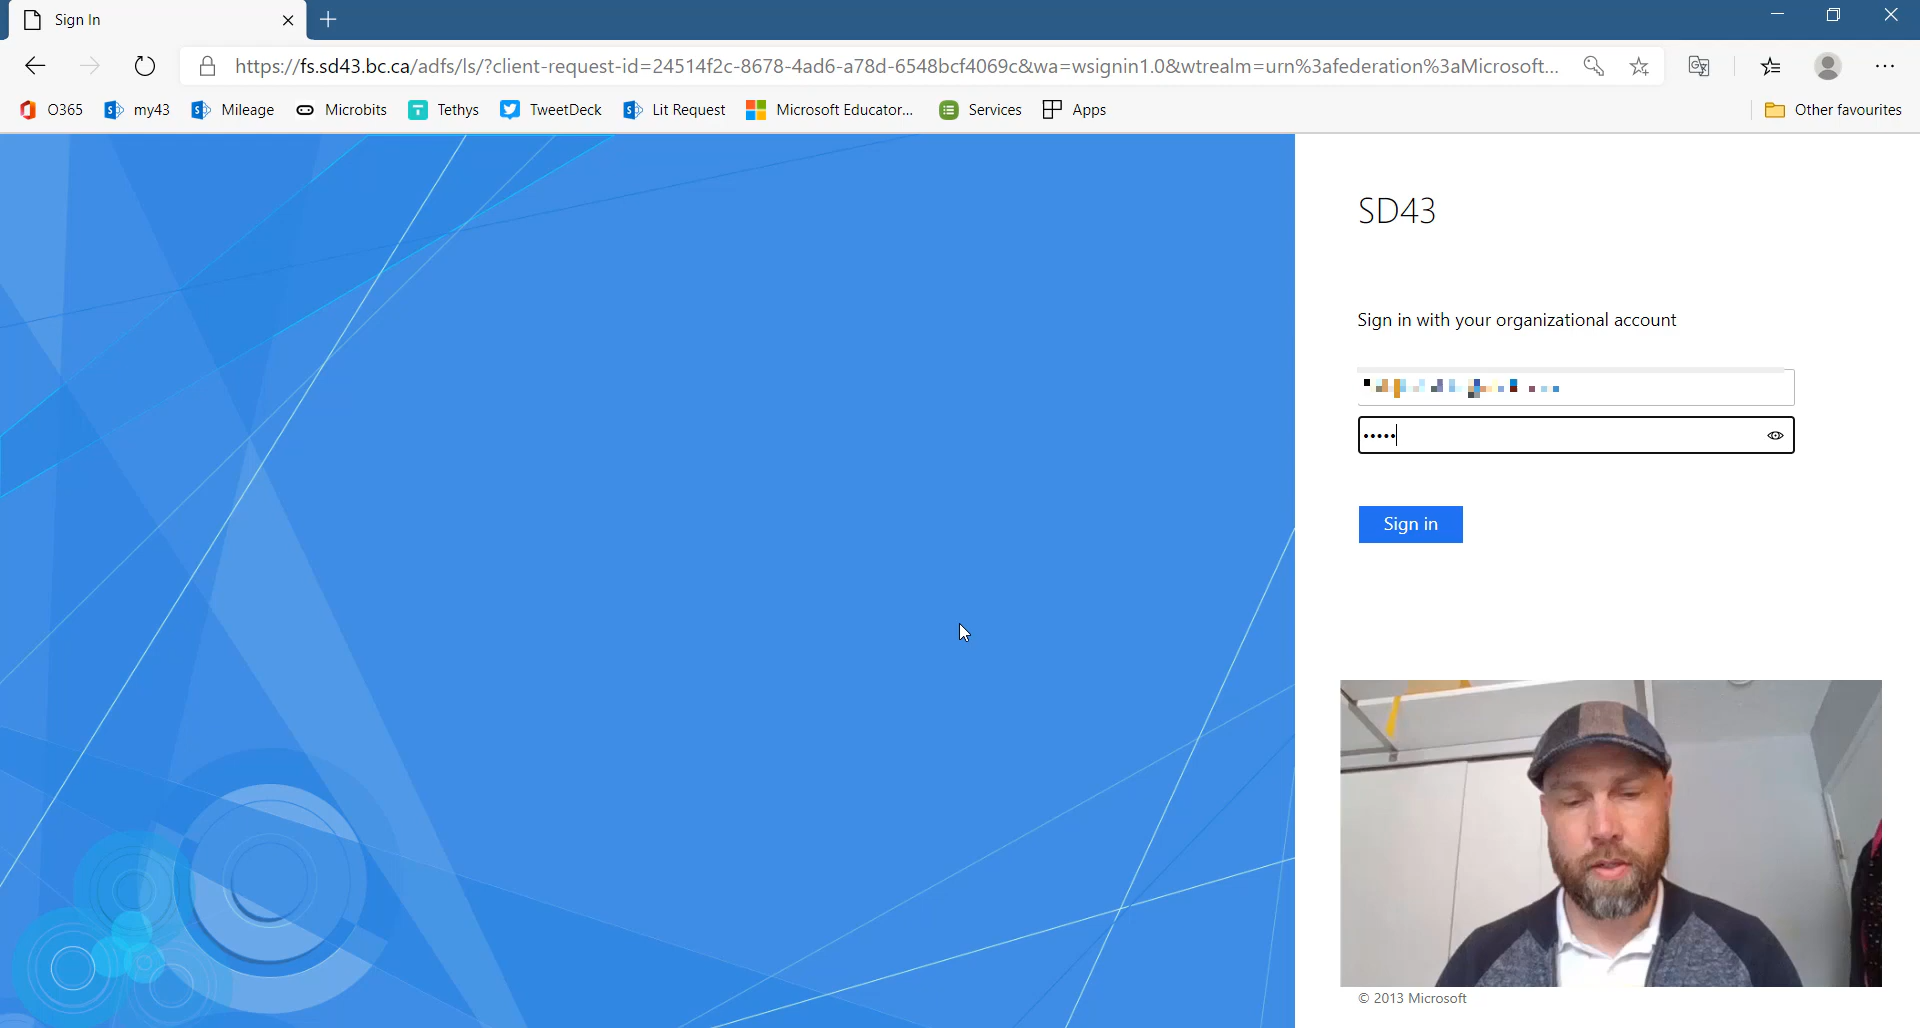 Sign In
https://fs.sd43.bc.ca/adfs/ls/?client-request-id=24514f2c-8678-4ad6-a78d-6548bcf4069c&wa=wsignin1.0&wtrealm=urn%3afederation%3aMicrosoft...
O365 my43 Mileage Microbits Tethys TweetDeck Lit Request Microsoft Educator... Services Apps Other favourites
SD43
Sign in with your organizational account
Sign in
© 2013 Microsoft